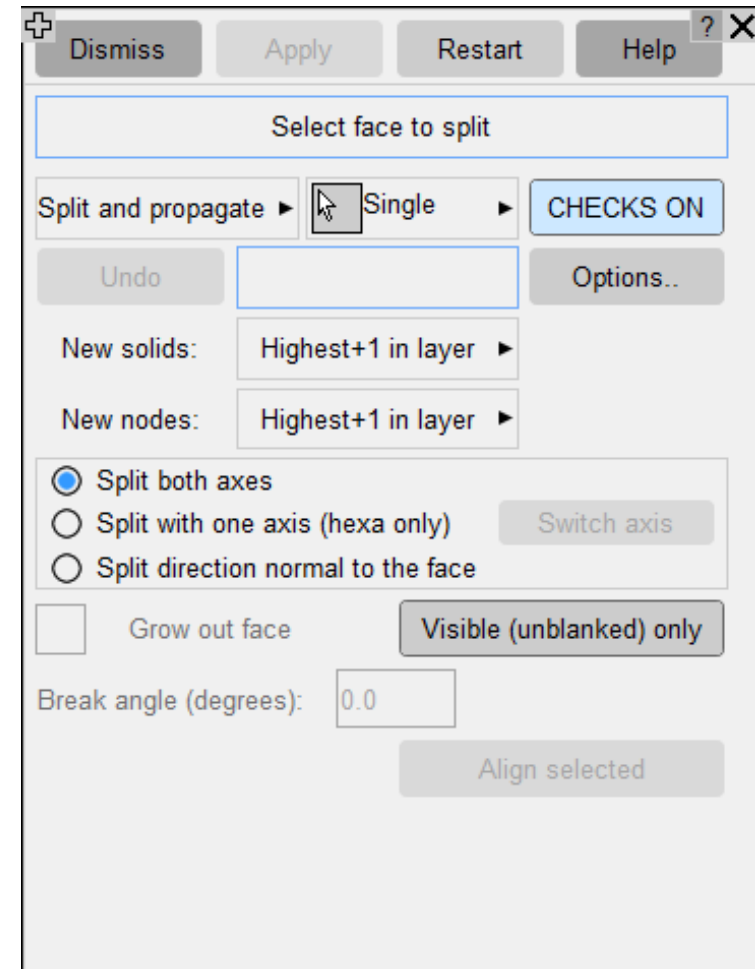 ?
Dismiss Apply Restart Help
Select face to split
Split and propagate Single CHECKS ON
Undo Options..
New solids: Highest+1 in layer
New nodes: Highest+1 in layer
Split both axes
Split with one axis (hexa only) Switch axis
Split direction normal to the face
Grow out face Visible (unblanked) only
Break angle (degrees): 0.0
Align selected